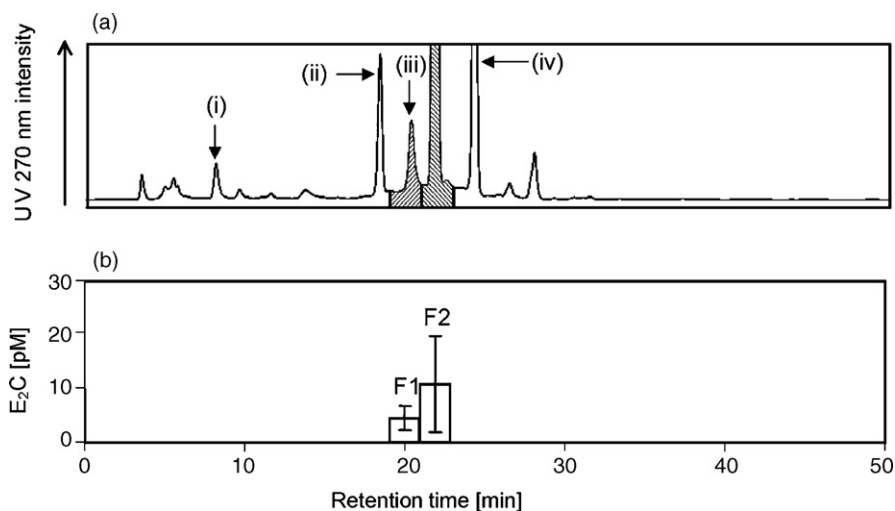 (a)
UV 270 nm intensity
(i)
(ii)
(iii)
(iv)
(b)
E₂C [pM]
30
20
10
0
F1
F2
0 10 20 30 40 50
Retention time [min]